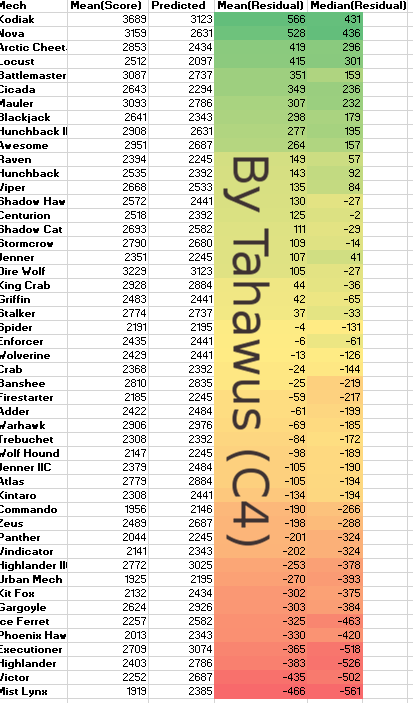 Mech Mean(Score) Predicted Mean(Residual) Median(Residual)
Kodiak 3689 3123 566 431
Nova 3159 2631 528 436
Arctic Cheet 2853 2434 419 296
Locust 2512 2097 415 301
Battlemaster 3087 2737 351 159
Cicada 2643 2294 349 236
Mauler 3093 2786 307 232
Blackjack 2641 2343 298 179
Hunchback II 2908 2631 277 195
Awesome 2951 2687 264 157
Raven 2394 2245 149 57
Hunchback 2535 2392 143 92
Viper 2668 2533 135 84
Shadow Haw 2572 2441 130 -27
Centurion 2518 2392 125 -2
Shadow Cat 2693 2582 111 -29
Stormcrow 2790 2680 109 -14
Jenner 2351 2245 107 41
Dire Wolf 3229 3123 105 -27
King Crab 2928 2884 44 -36
Griffin 2483 2441 42 -65
Stalker 2774 2737 37 -33
Spider 2191 2195 -4 -131
Enforcer 2435 2441 -6 -61
Wolverine 2429 2441 -13 -126
Crab 2368 2392 -24 -144
Banshee 2810 2835 -25 -219
Firestarter 2185 2245 -59 -217
Adder 2422 2484 -61 -199
Warhawk 2906 2976 -69 -185
Trebuchet 2308 2392 -84 -172
Wolf Hound 2147 2245 -98 -189
Jenner IIC 2379 2484 -105 -190
Atlas 2779 2884 -105 -194
Kintaro 2308 2441 -134 -194
Commando 1956 2146 -190 -266
Zeus 2489 2687 -198 -288
Panther 2044 2245 -201 -324
Vindicator 2141 2343 -202 -324
Highlander II 2772 3025 -253 -378
Urban Mech 1925 2195 -270 -393
Kit Fox 2132 2434 -302 -375
Gargoyle 2624 2926 -303 -384
Ice Ferret 2257 2582 -325 -463
Phoenix Haw 2013 2343 -330 -420
Executioner 2709 3074 -365 -518
Highlander 2403 2786 -383 -526
Victor 2252 2687 -435 -502
Mist Lynx 1919 2385 -466 -561
By Tahawus (C4)